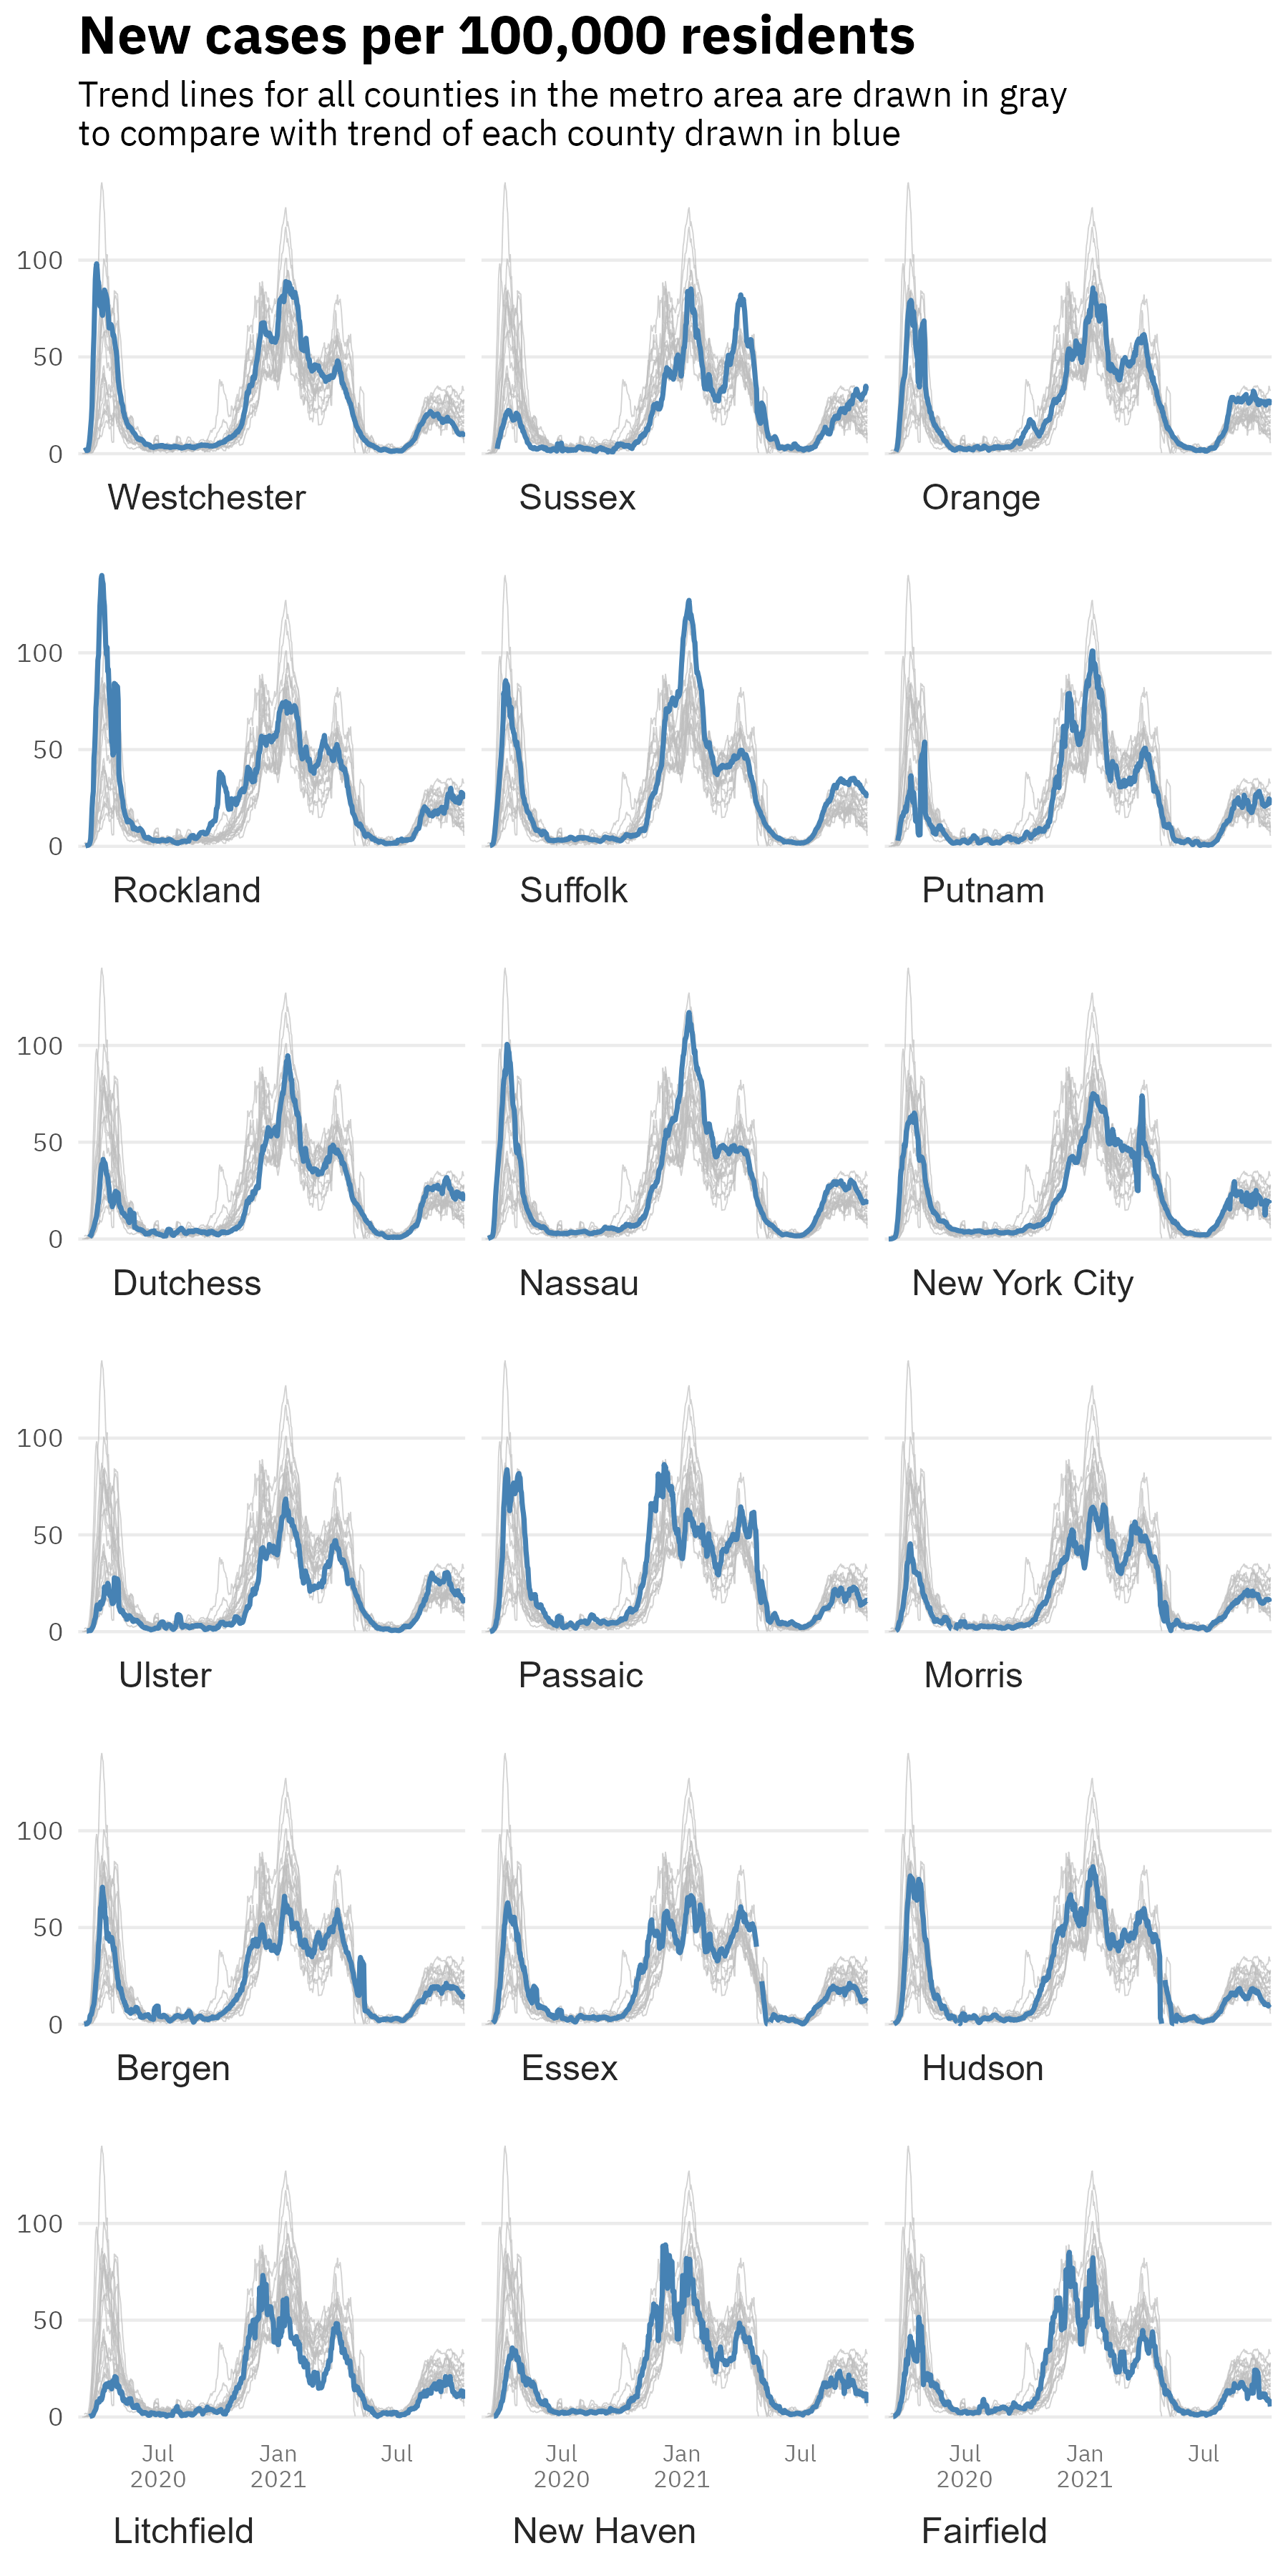 New cases per 100,000 residents
Trend lines for all counties in the metro area are drawn in gray
to compare with trend of each county drawn in blue
100
50
0
Westchester Sussex Orange
100
50
0
Rockland Suffolk Putnam
100
50
0
Dutchess Nassau New York City
100
50
0
Ulster Passaic Morris
100
50
0
Bergen Essex Hudson
100
50
0
Jul Jan Jul Jul Jan Jul Jul Jan Jul
2020 2021 2020 2021 2020 2021
Litchfield New Haven Fairfield